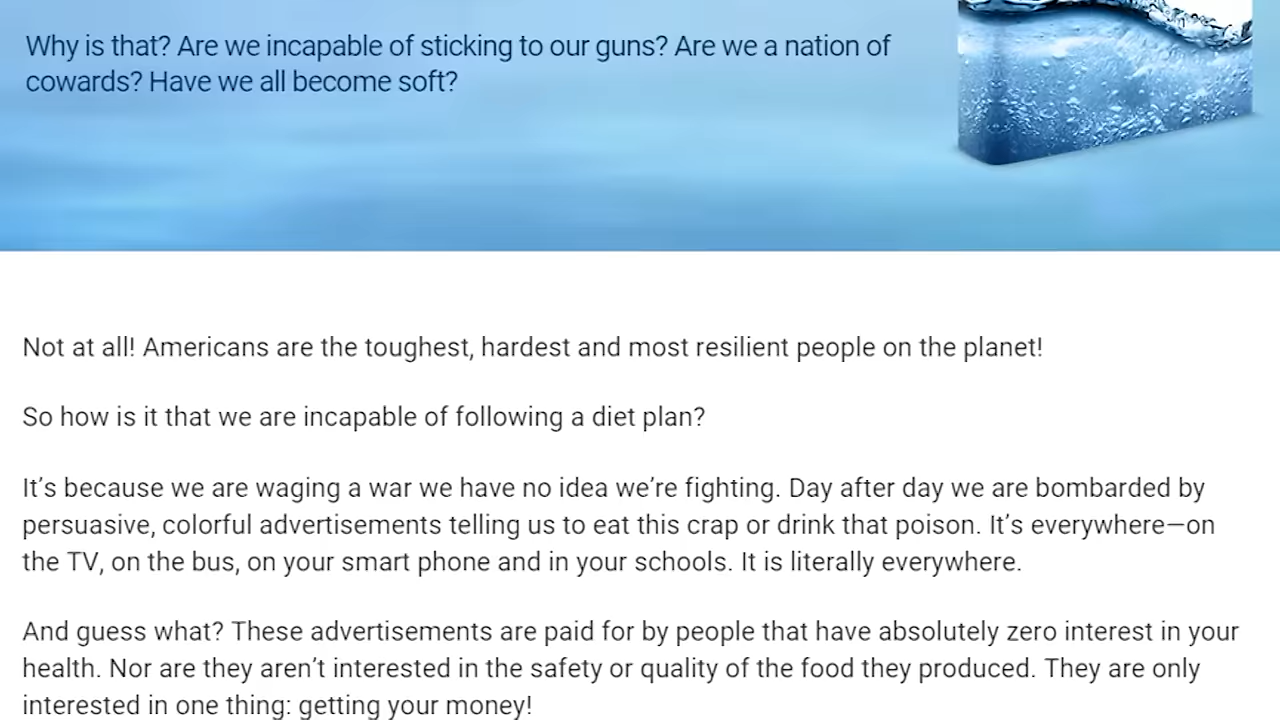 Why is that? Are we incapable of sticking to our guns? Are we a nation of
cowards? Have we all become soft?
Not at all! Americans are the toughest, hardest and most resilient people on the planet!
So how is it that we are incapable of following a diet plan?
It’s because we are waging a war we have no idea we’re fighting. Day after day we are bombarded by
persuasive, colorful advertisements telling us to eat this crap or drink that poison. It’s everywhere—on
the TV, on the bus, on your smart phone and in your schools. It is literally everywhere.
And guess what? These advertisements are paid for by people that have absolutely zero interest in your
health. Nor are they aren’t interested in the safety or quality of the food they produced. They are only
interested in one thing: getting your money!